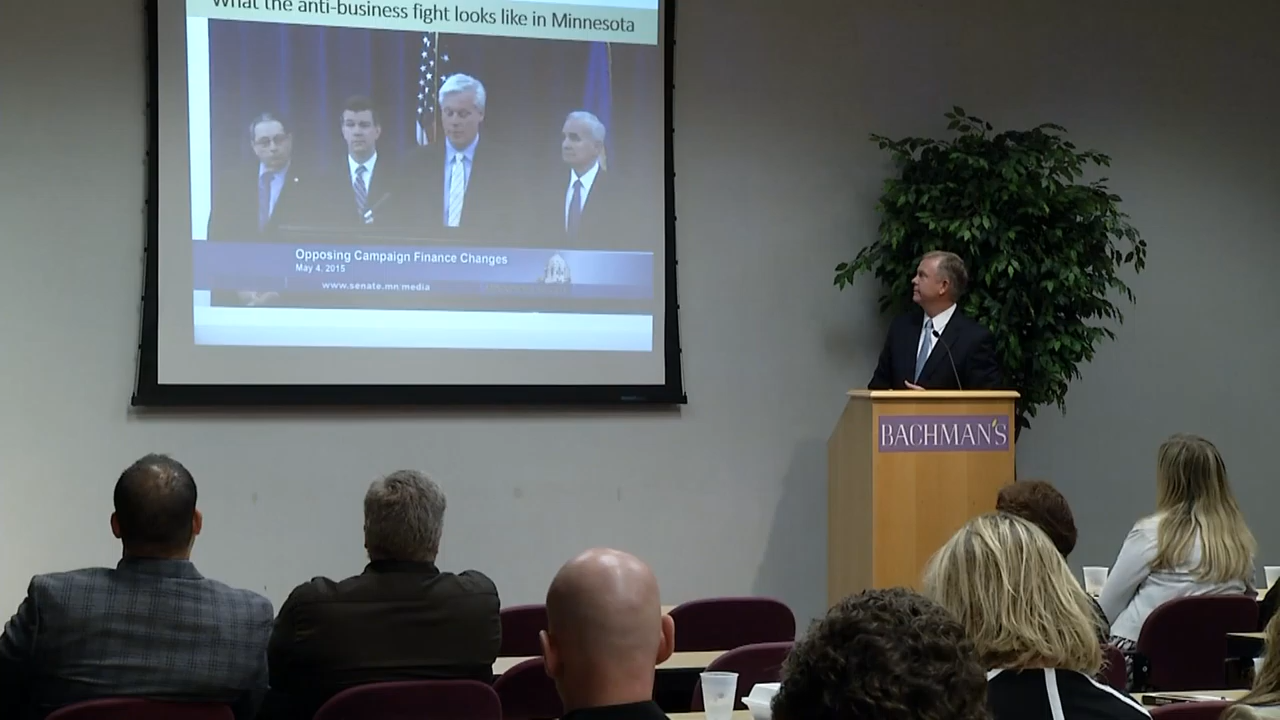 What the anti-business fight looks like in Minnesota
Opposing Campaign Finance Changes
May 4, 2015
www.senate.mn/media
BACHMAN'S